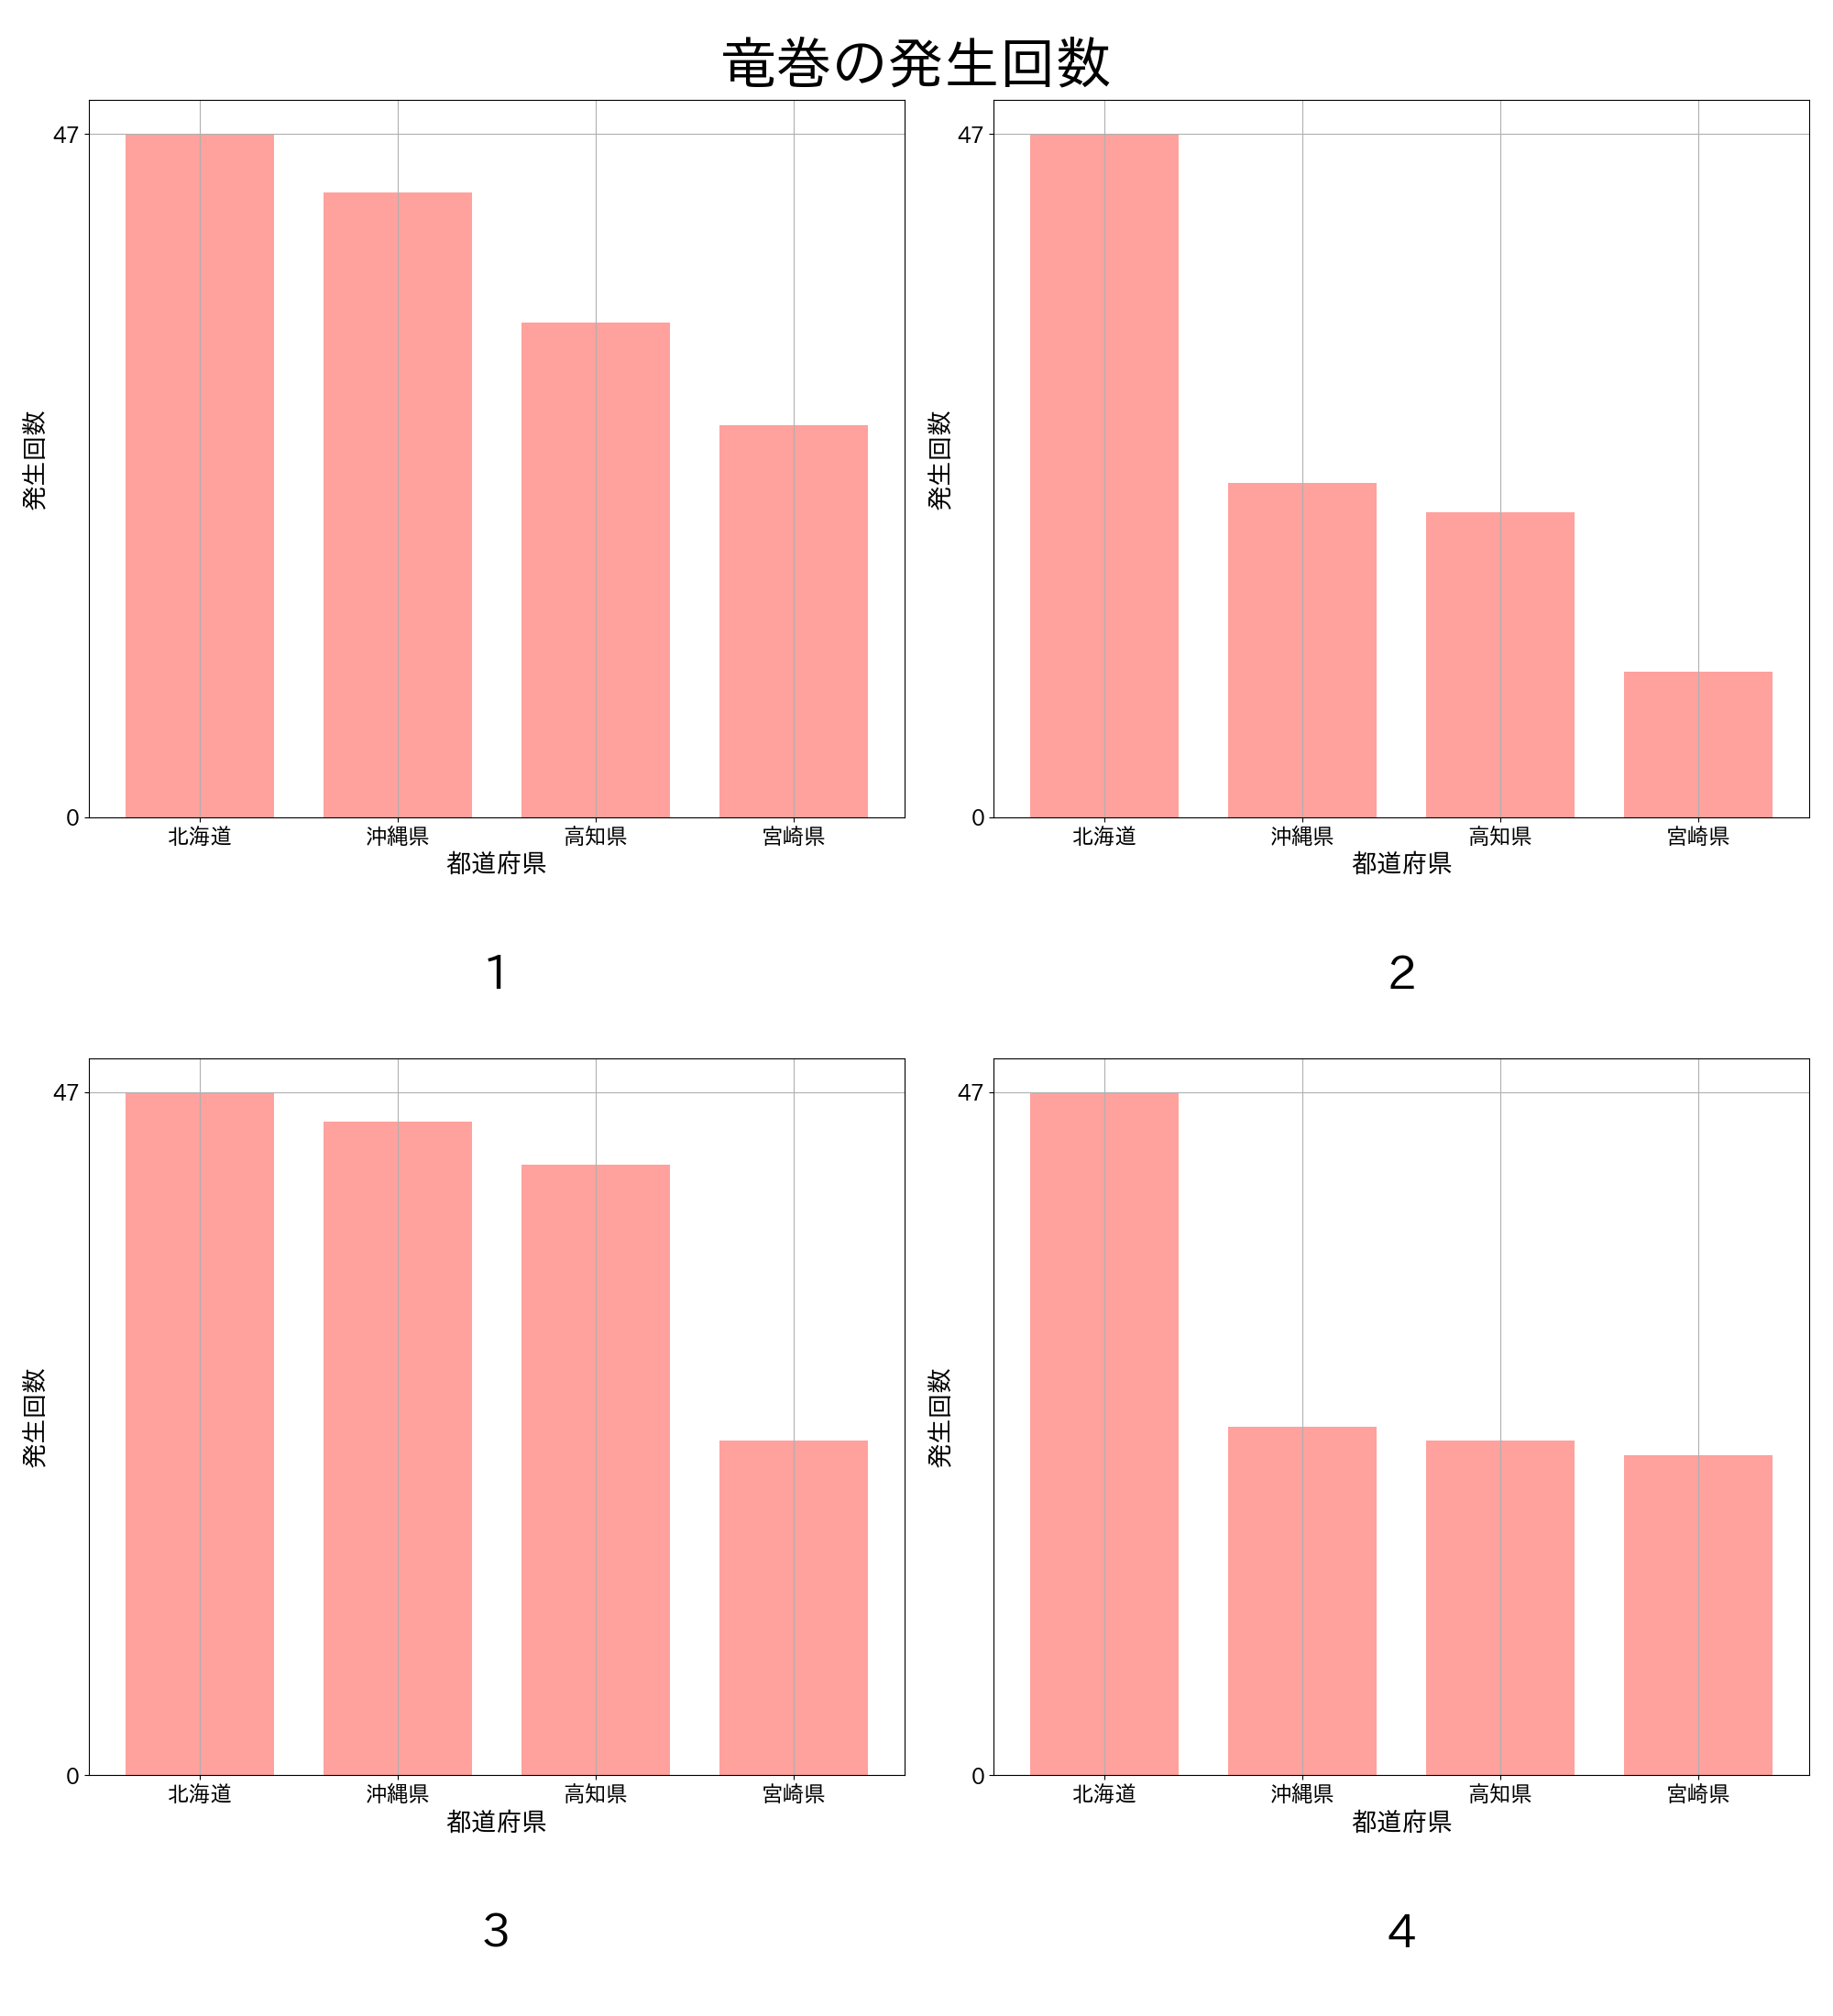 竜巻の発生回数
47
0
発生回数
北海道 沖縄県 高知県 宮崎県
都道府県
1
47
0
発生回数
北海道 沖縄県 高知県 宮崎県
都道府県
2
47
0
発生回数
北海道 沖縄県 高知県 宮崎県
都道府県
3
47
0
発生回数
北海道 沖縄県 高知県 宮崎県
都道府県
4